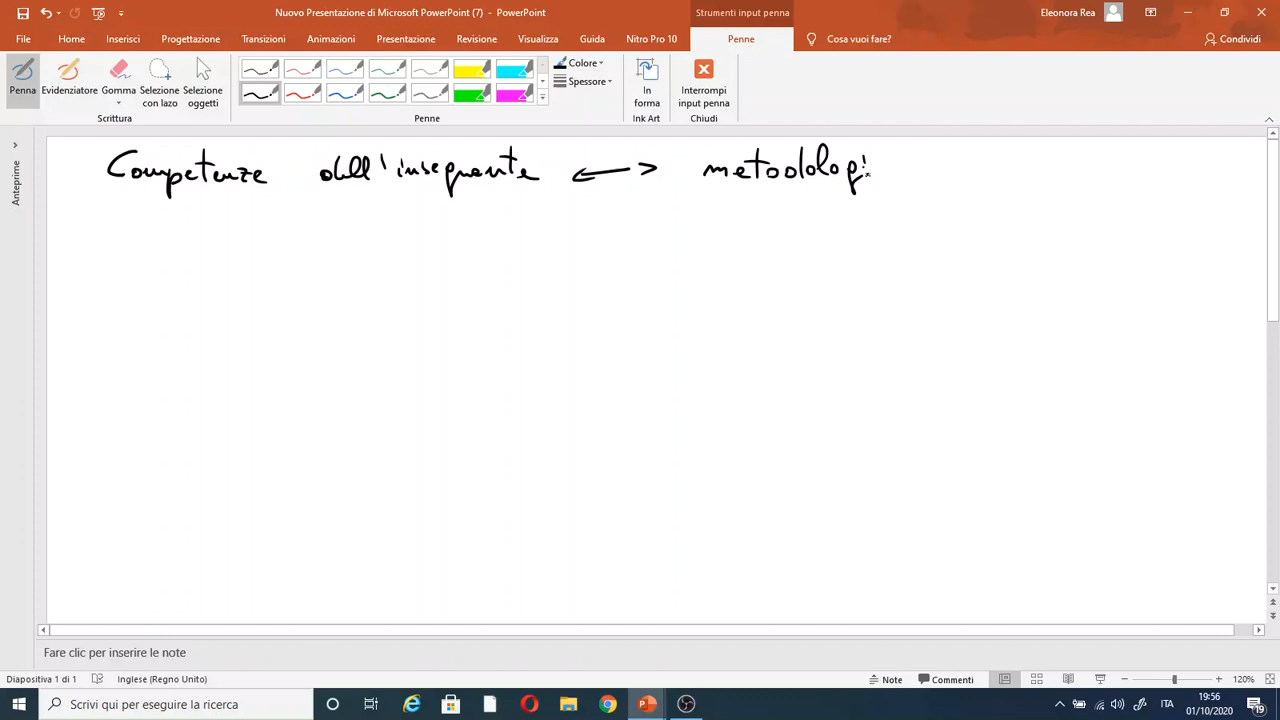 Nuovo Presentazione di Microsoft PowerPoint (7) - PowerPoint
Strumenti input penna
Eleonora Rea
File Home Inserisci Progettazione Transizioni Animazioni Presentazione Revisione Visualizza Guida Nitro Pro 10 Penne Cosa vuoi fare? Condividi
Penna Evidenziatore Gomma Selezione con lazo Selezione oggetti
Colore
Spessore
In forma
Interrompi input penna
Scrittura Penne Ink Art Chiudi
Anteprime
Competenze dell'insegnante <-> metodologi
Fare clic per inserire le note
Diapositiva 1 di 1 Inglese (Regno Unito) Note Commenti 120%
Scrivi qui per eseguire la ricerca
ITA
19:56
01/10/2020
19